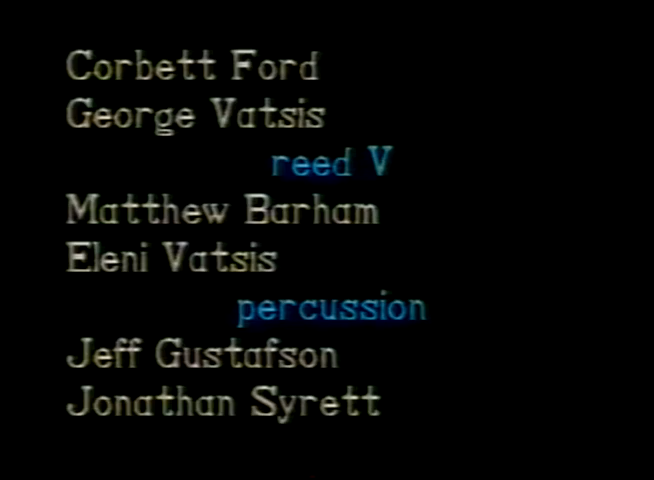 Corbett Ford
George Vatsis
reed V
Matthew Barham
Eleni Vatsis
percussion
Jeff Gustafson
Jonathan Syrett